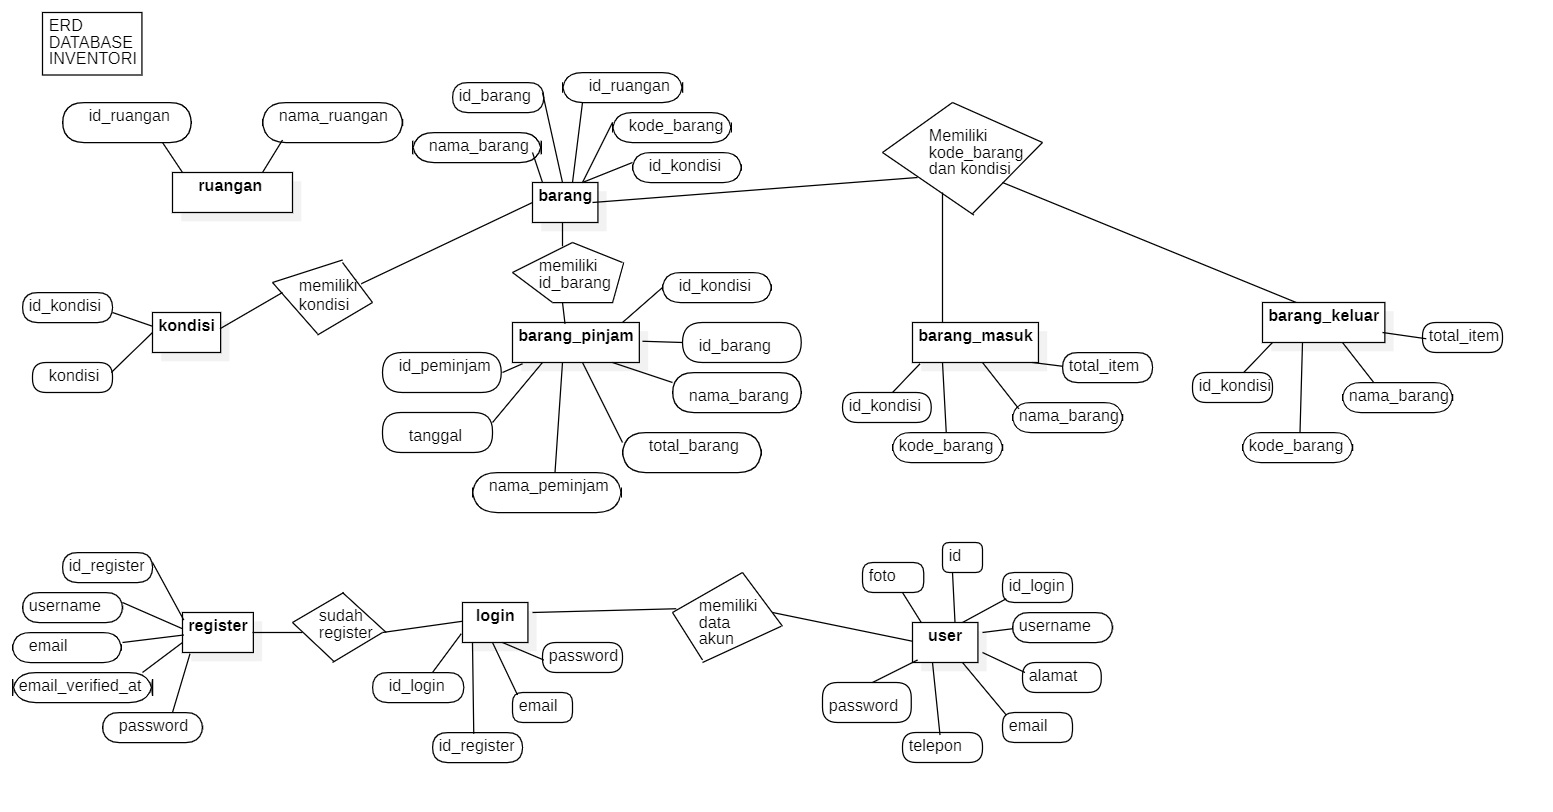 ERD
DATABASE
INVENTORI
id_ruangan
nama_ruangan
ruangan
id_barang
id_ruangan
kode_barang
nama_barang
id_kondisi
barang
Memiliki
kode_barang
dan kondisi
memiliki
kondisi
memiliki
id_barang
id_kondisi
kondisi
kondisi
id_kondisi
barang_pinjam
id_barang
id_peminjam
nama_barang
tanggal
total_barang
nama_peminjam
barang_masuk
total_item
id_kondisi
nama_barang
kode_barang
barang_keluar
total_item
id_kondisi
nama_barang
kode_barang
id_register
username
email
email_verified_at
password
register
sudah
register
login
password
id_login
email
id_register
memiliki
data
akun
id
foto
id_login
username
user
alamat
password
email
telepon